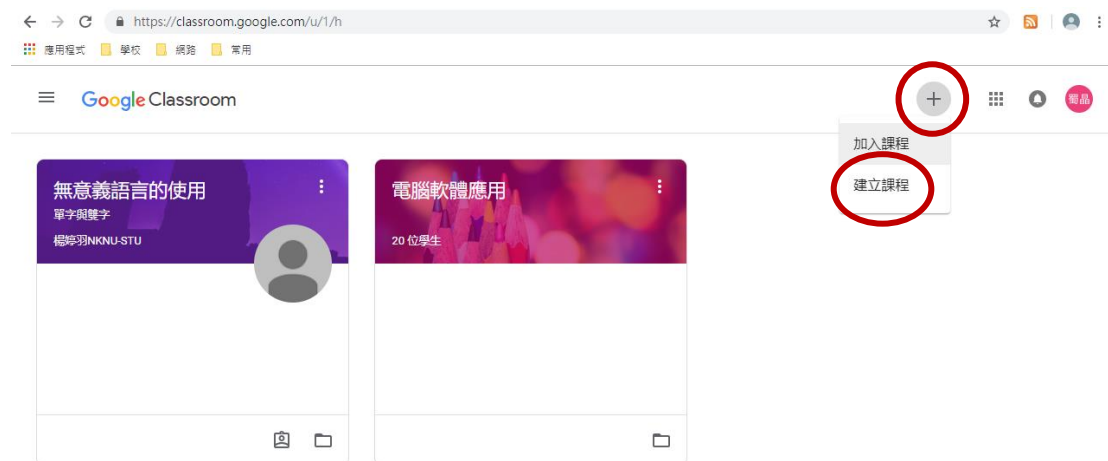 https://classroom.google.com/u/1/h
應用程式 學校 網路 常用
Google Classroom
蜀晶
加入課程
建立課程
無意義語言的使用
單字與雙字
楊婷羽NKNU-STU
電腦軟體應用
20 位學生